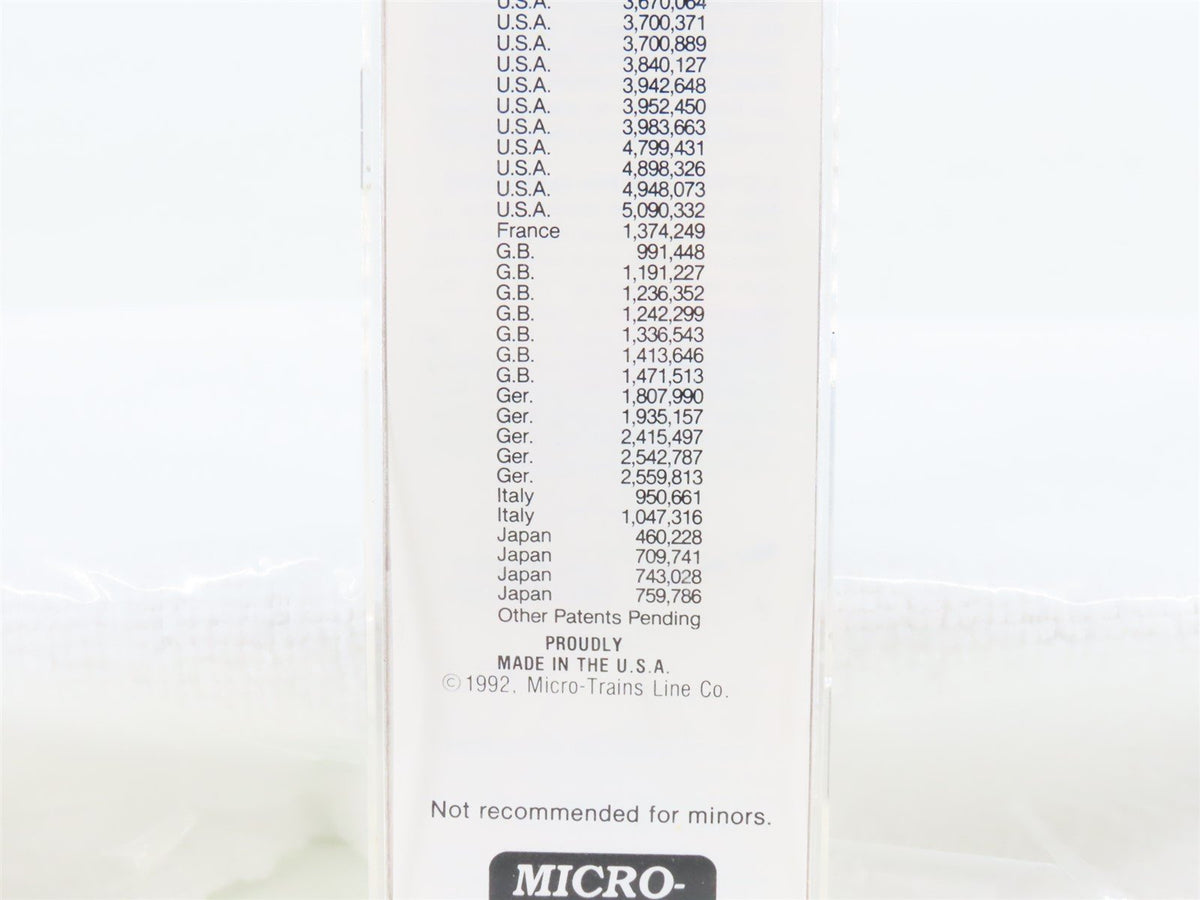 U.S.A. 3,670,064
U.S.A. 3,700,371
U.S.A. 3,700,889
U.S.A. 3,840,127
U.S.A. 3,942,648
U.S.A. 3,952,450
U.S.A. 3,983,663
U.S.A. 4,799,431
U.S.A. 4,898,326
U.S.A. 4,948,073
U.S.A. 5,090,332
France 1,374,249
G.B. 991,448
G.B. 1,191,227
G.B. 1,236,352
G.B. 1,242,299
G.B. 1,336,543
G.B. 1,413,646
G.B. 1,471,513
Ger. 1,807,990
Ger. 1,935,157
Ger. 2,415,497
Ger. 2,542,787
Ger. 2,559,813
Italy 950,661
Italy 1,047,316
Japan 460,228
Japan 709,741
Japan 743,028
Japan 759,786
Other Patents Pending
PROUDLY
MADE IN THE U.S.A.
©1992, Micro-Trains Line Co.
Not recommended for minors.
MICRO-